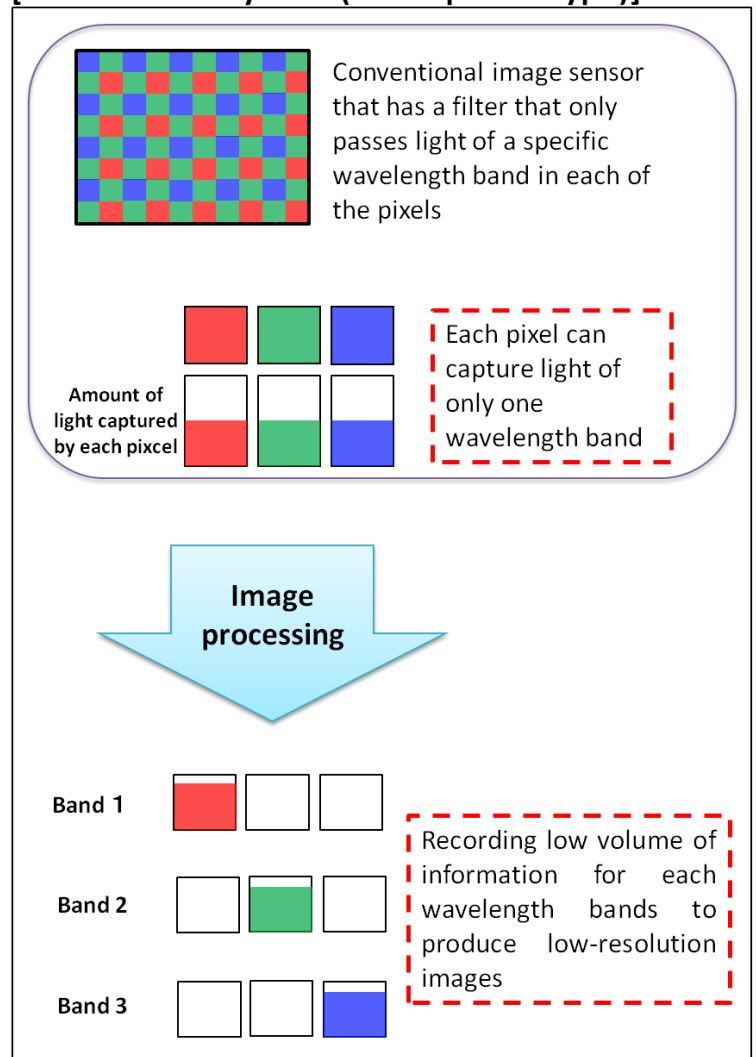 Conventional image sensor
that has a filter that only
passes light of a specific
wavelength band in each of
the pixels
Each pixel can
capture light of
only one
wavelength band
Amount of
light captured
by each pixcel
Image
processing
Band 1
Band 2
Band 3
Recording low volume of
information for each
wavelength bands to
produce low-resolution
images